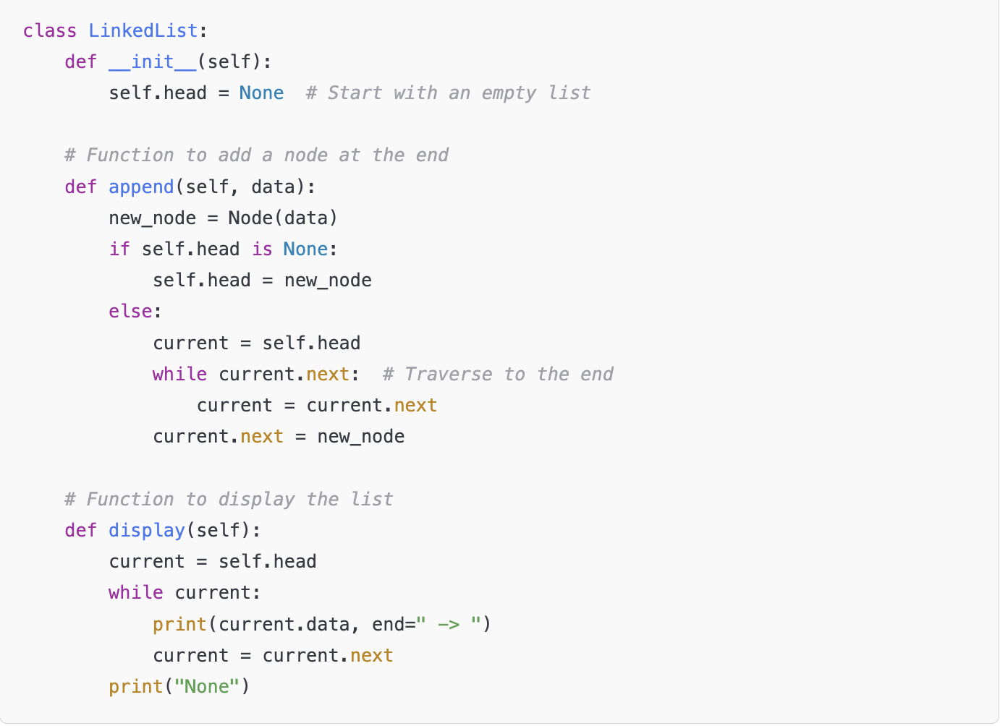 class LinkedList:
    def __init__(self):
        self.head = None  # Start with an empty list

    # Function to add a node at the end
    def append(self, data):
        new_node = Node(data)
        if self.head is None:
            self.head = new_node
        else:
            current = self.head
            while current.next:  # Traverse to the end
                current = current.next
            current.next = new_node

    # Function to display the list
    def display(self):
        current = self.head
        while current:
            print(current.data, end=" -> ")
            current = current.next
        print("None")